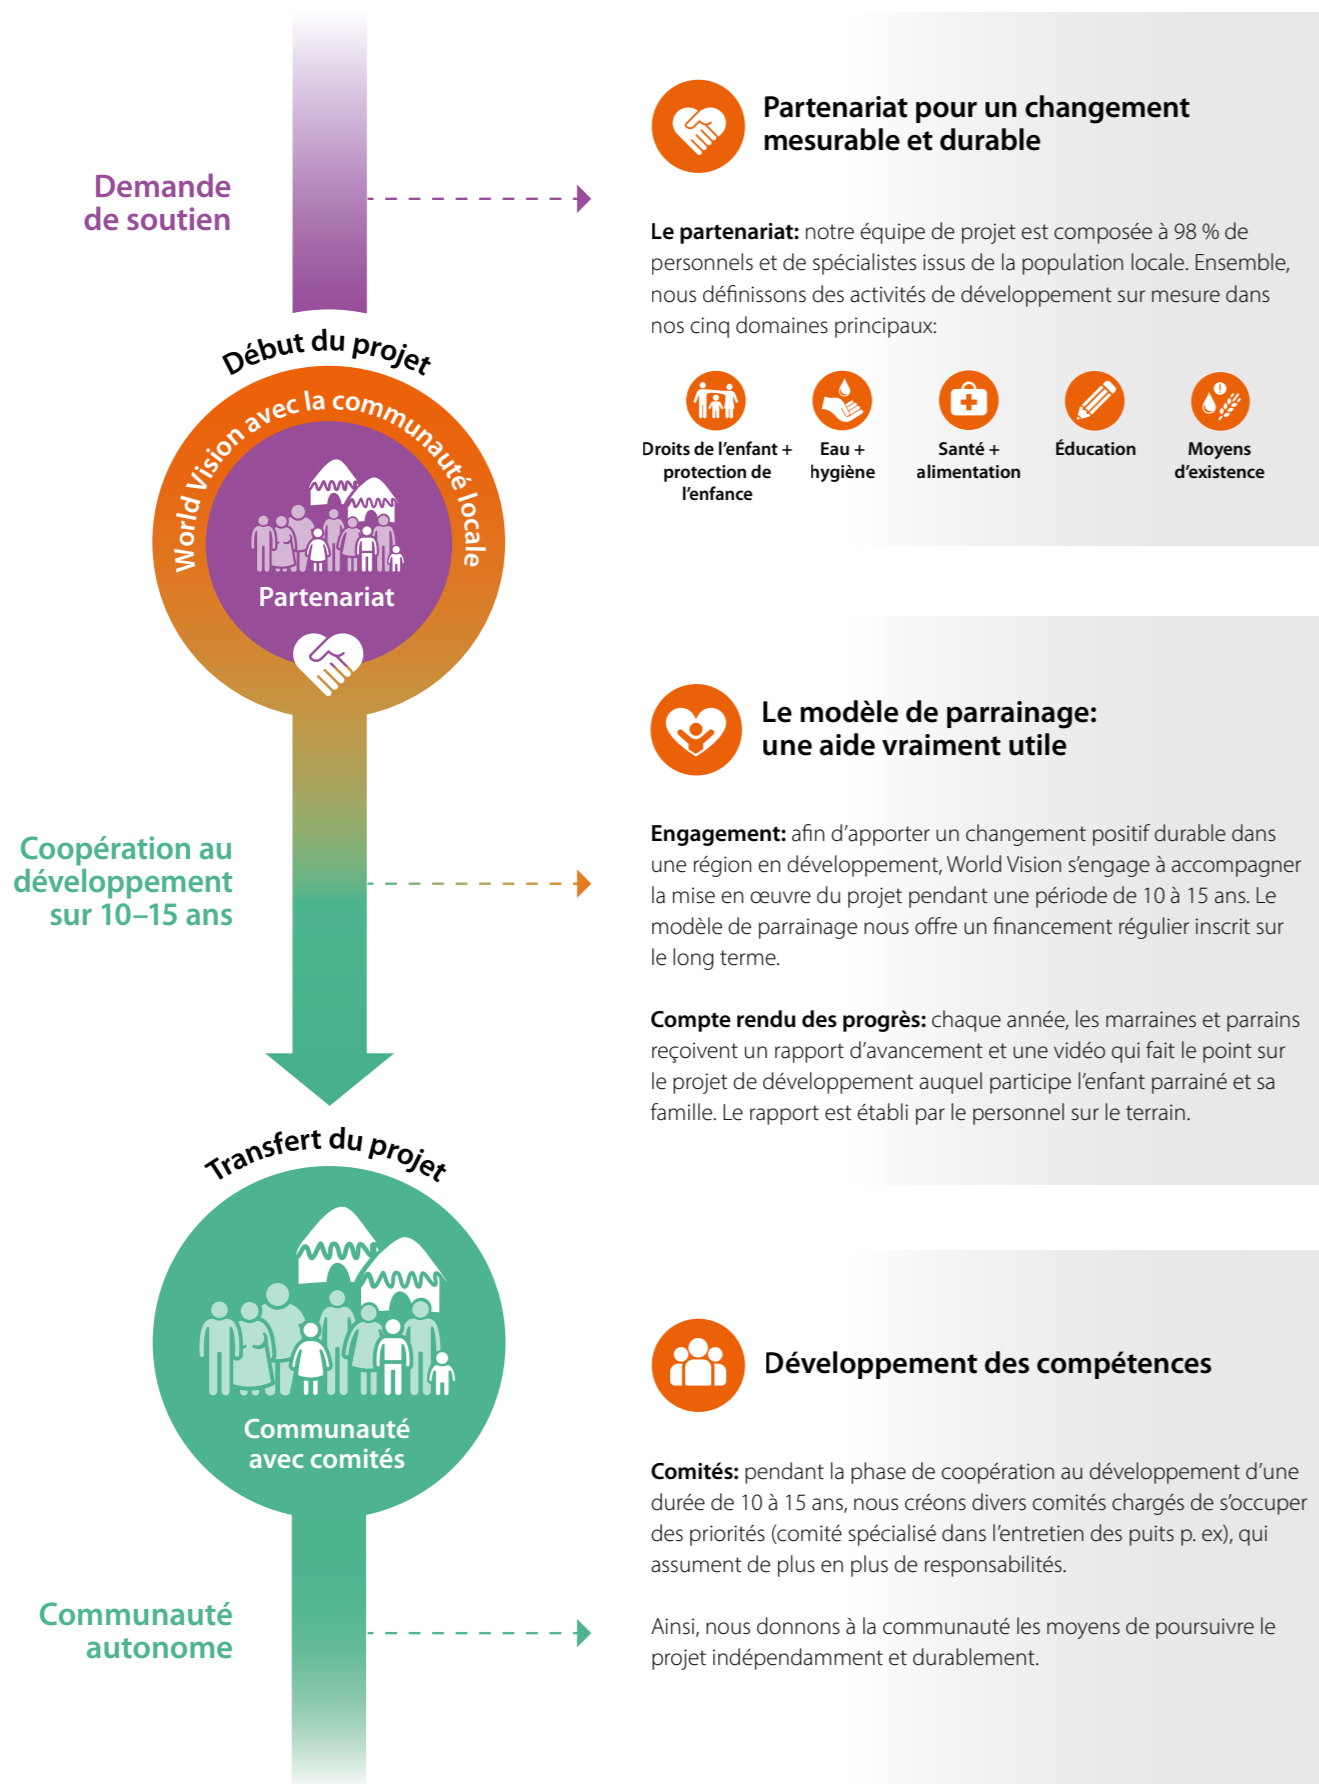 Demande
de soutien
Partenariat pour un changement
mesurable et durable
Le partenariat: notre équipe de projet est composée à 98 % de
personnels et de spécialistes issus de la population locale. Ensemble,
nous définissons des activités de développement sur mesure dans
nos cinq domaines principaux:
Droits de l’enfant +
protection de
l’enfance
Eau +
hygiène
Santé +
alimentation
Éducation
Moyens
d’existence
Début du projet
World Vision avec la communauté locale
Partenariat
Coopération au
développement
sur 10–15 ans
Le modèle de parrainage:
une aide vraiment utile
Engagement: afin d’apporter un changement positif durable dans
une région en développement, World Vision s’engage à accompagner
la mise en œuvre du projet pendant une période de 10 à 15 ans. Le
modèle de parrainage nous offre un financement régulier inscrit sur
le long terme.
Compte rendu des progrès: chaque année, les marraines et parrains
reçoivent un rapport d’avancement et une vidéo qui fait le point sur
le projet de développement auquel participe l’enfant parrainé et sa
famille. Le rapport est établi par le personnel sur le terrain.
Transfert du projet
Communauté
avec comités
Communauté
autonome
Développement des compétences
Comités: pendant la phase de coopération au développement d’une
durée de 10 à 15 ans, nous créons divers comités chargés de s’occuper
des priorités (comité spécialisé dans l’entretien des puits p. ex), qui
assument de plus en plus de responsabilités.
Ainsi, nous donnons à la communauté les moyens de poursuivre le
projet indépendamment et durablement.